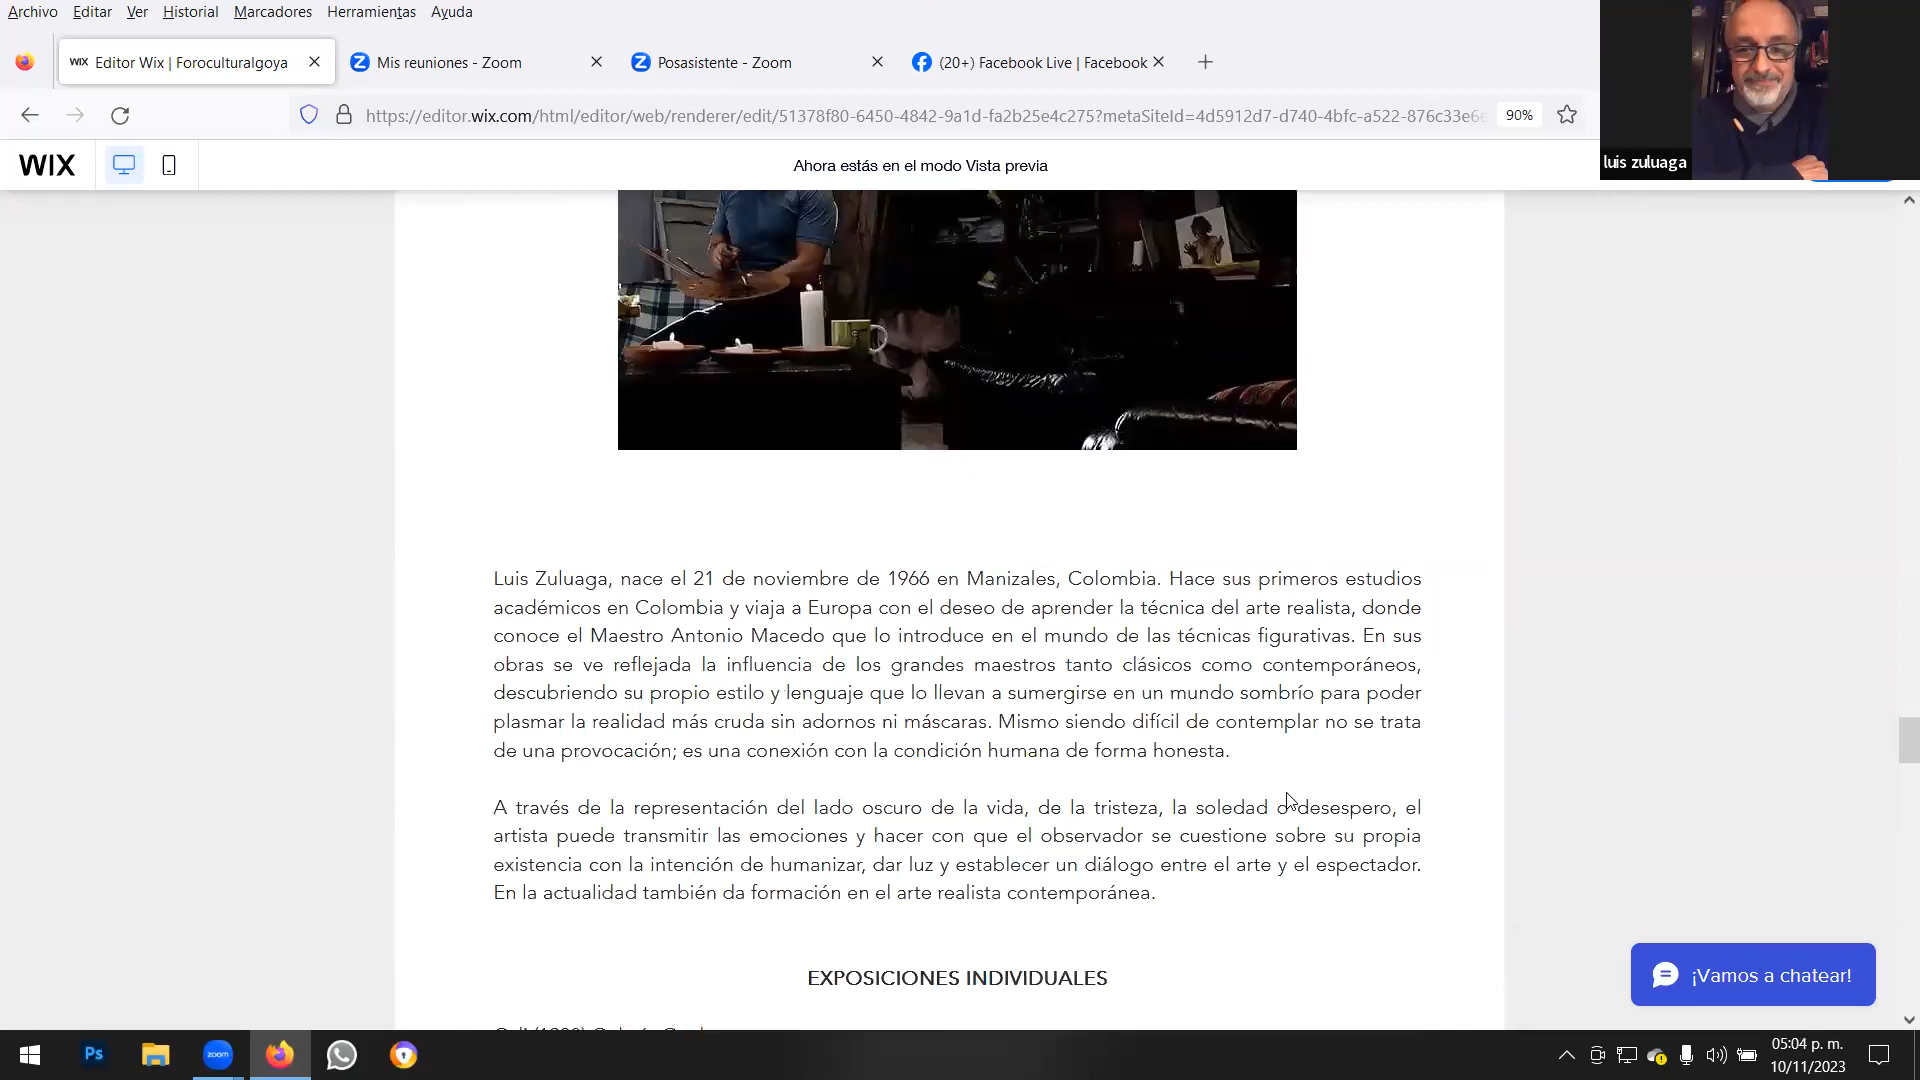 Archivo Editar Ver Historial Marcadores Herramientas Ayuda
WIX Editor Wix | Foroculturalgoya
Mis reuniones - Zoom
Posasistente - Zoom
(20+) Facebook Live | Facebook
https://editor.wix.com/html/editor/web/renderer/edit/51378f80-6450-4842-9a1d-fa2b25e4c275?metaSiteId=4d5912d7-d740-4bfc-a522-876c33e6e
90%
WIX
Ahora estás en el modo Vista previa
luis zuluaga
Luis Zuluaga, nace el 21 de noviembre de 1966 en Manizales, Colombia. Hace sus primeros estudios
académicos en Colombia y viaja a Europa con el deseo de aprender la técnica del arte realista, donde
conoce el Maestro Antonio Macedo que lo introduce en el mundo de las técnicas figurativas. En sus
obras se ve reflejada la influencia de los grandes maestros tanto clásicos como contemporáneos,
descubriendo su propio estilo y lenguaje que lo llevan a sumergirse en un mundo sombrío para poder
plasmar la realidad más cruda sin adornos ni máscaras. Mismo siendo difícil de contemplar no se trata
de una provocación; es una conexión con la condición humana de forma honesta.
A través de la representación del lado oscuro de la vida, de la tristeza, la soledad o desespero, el
artista puede transmitir las emociones y hacer con que el observador se cuestione sobre su propia
existencia con la intención de humanizar, dar luz y establecer un diálogo entre el arte y el espectador.
En la actualidad también da formación en el arte realista contemporánea.
EXPOSICIONES INDIVIDUALES
¡Vamos a chatear!
Ps
zoom
05:04 p. m.
10/11/2023